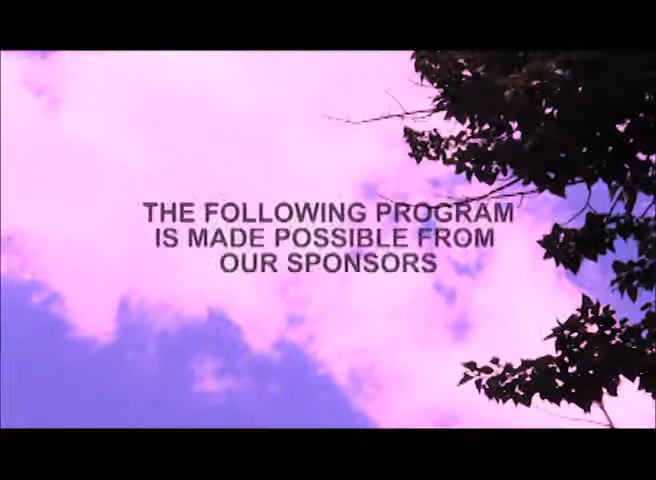 THE FOLLOWING PROGRAM
IS MADE POSSIBLE FROM
OUR SPONSORS